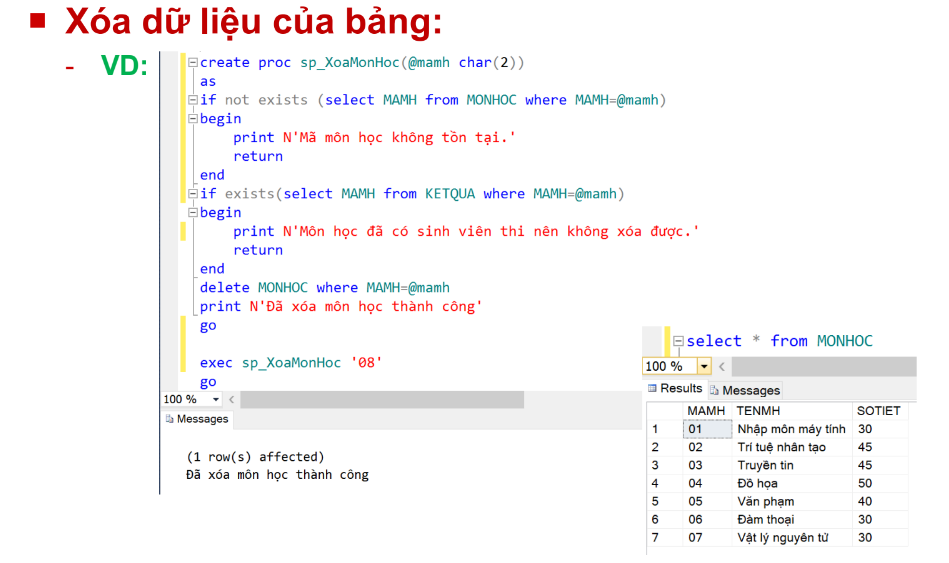 ▪ Xóa dữ liệu của bảng:
- VD:
create proc sp_XoaMonHoc(@mamh char(2))
as
if not exists (select MAMH from MONHOC where MAMH=@mamh)
begin
print N'Mã môn học không tồn tại.'
return
end
if exists(select MAMH from KETQUA where MAMH=@mamh)
begin
print N'Môn học đã có sinh viên thi nên không xóa được.'
return
end
delete MONHOC where MAMH=@mamh
print N'Đã xóa môn học thành công'
go
exec sp_XoaMonHoc '08'
go
100 %
Messages
(1 row(s) affected)
Đã xóa môn học thành công
select * from MONHOC
100 %
Results Messages
MAMH TENMH SOTIET
1 01 Nhập môn máy tính 30
2 02 Trí tuệ nhân tạo 45
3 03 Truyền tin 45
4 04 Đồ họa 50
5 05 Văn phạm 40
6 06 Đàm thoại 30
7 07 Vật lý nguyên tử 30